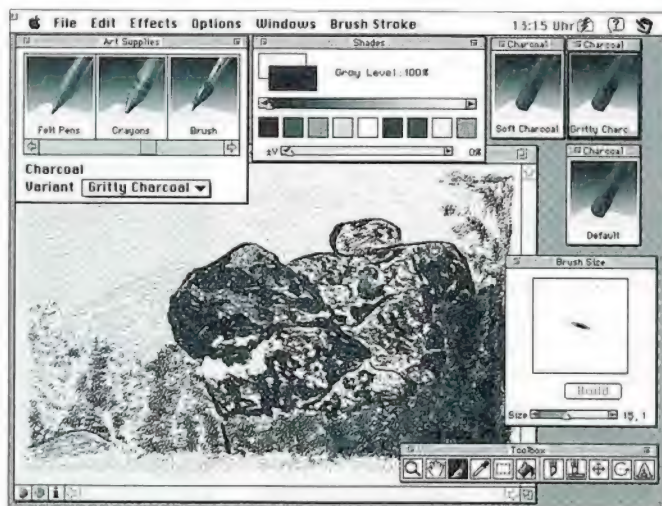 File Edit Effects Options Windows Brush Stroke 13:15 Uhr
Art Supplies
Felt Pens Crayons Brush
Charcoal
Variant Gritty Charcoal
Shades
Gray Level: 100%
±V 0%
Charcoal
Soft Charcoal
Charcoal
Gritty Charc
Charcoal
Default
Brush Size
Build
Size 15,1
Toolbox